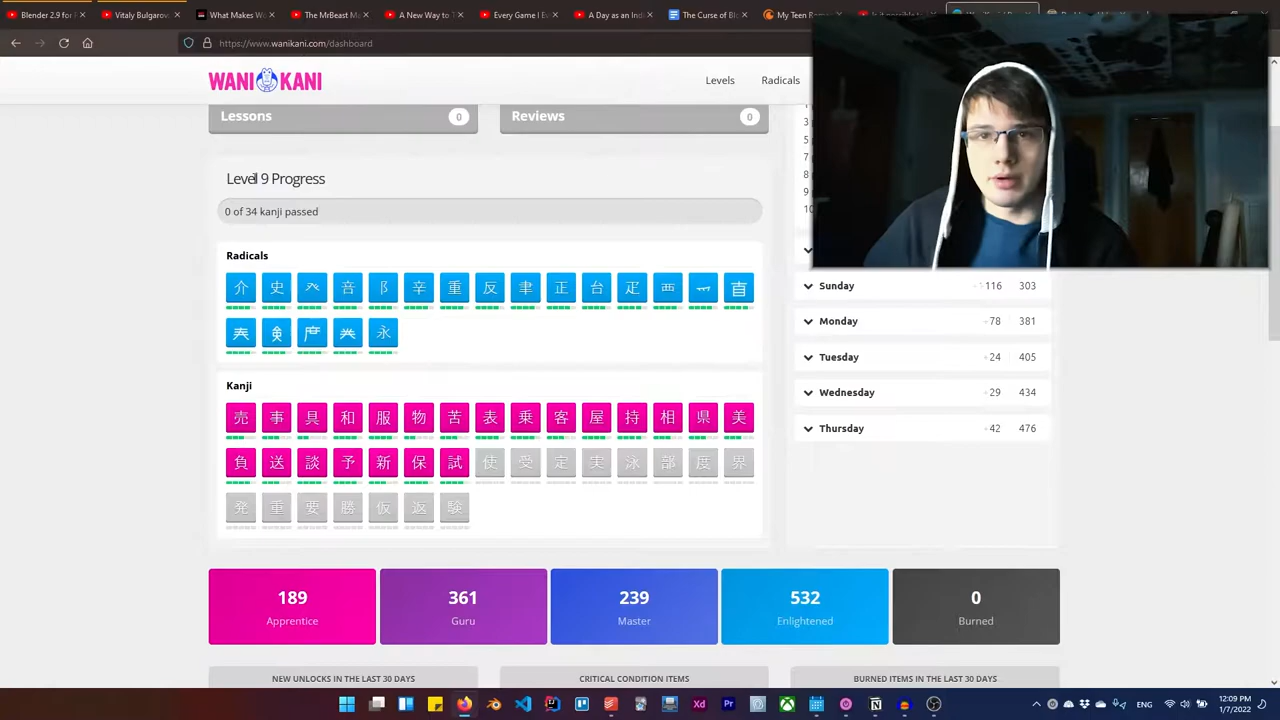 Blender 2.9 f
Vitaly Bulgarov
What Makes
The MrBe
A New Way to
Every Game
A Day as an Indi
The Curse of R
My Teen Ro
https://www.wanikani.com/dashboard
WANI KANI
Levels
Radicals
Lessons 0
Reviews 0
Level 9 Progress
0 of 34 kanji passed
Radicals
介 史 音 阝 辛 重 反 聿 正 台 疋 西
永
Kanji
売 事 具 和 服 物 苦 表 乗 客 屋 持 相 県 美
負 送 談 予 新 保 試 使 受 定 実 泳 部 度 界
発 重 要 勝 仮 返 験
Sunday 116 303
Monday 78 381
Tuesday 24 405
Wednesday 29 434
Thursday 42 476
189 361 239 532 0
Apprentice Guru Master Enlightened Burned
NEW UNLOCKS IN THE LAST 30 DAYS
CRITICAL CONDITION ITEMS
BURNED ITEMS IN THE LAST 30 DAYS
ENG
12:09 PM
1/7/2022